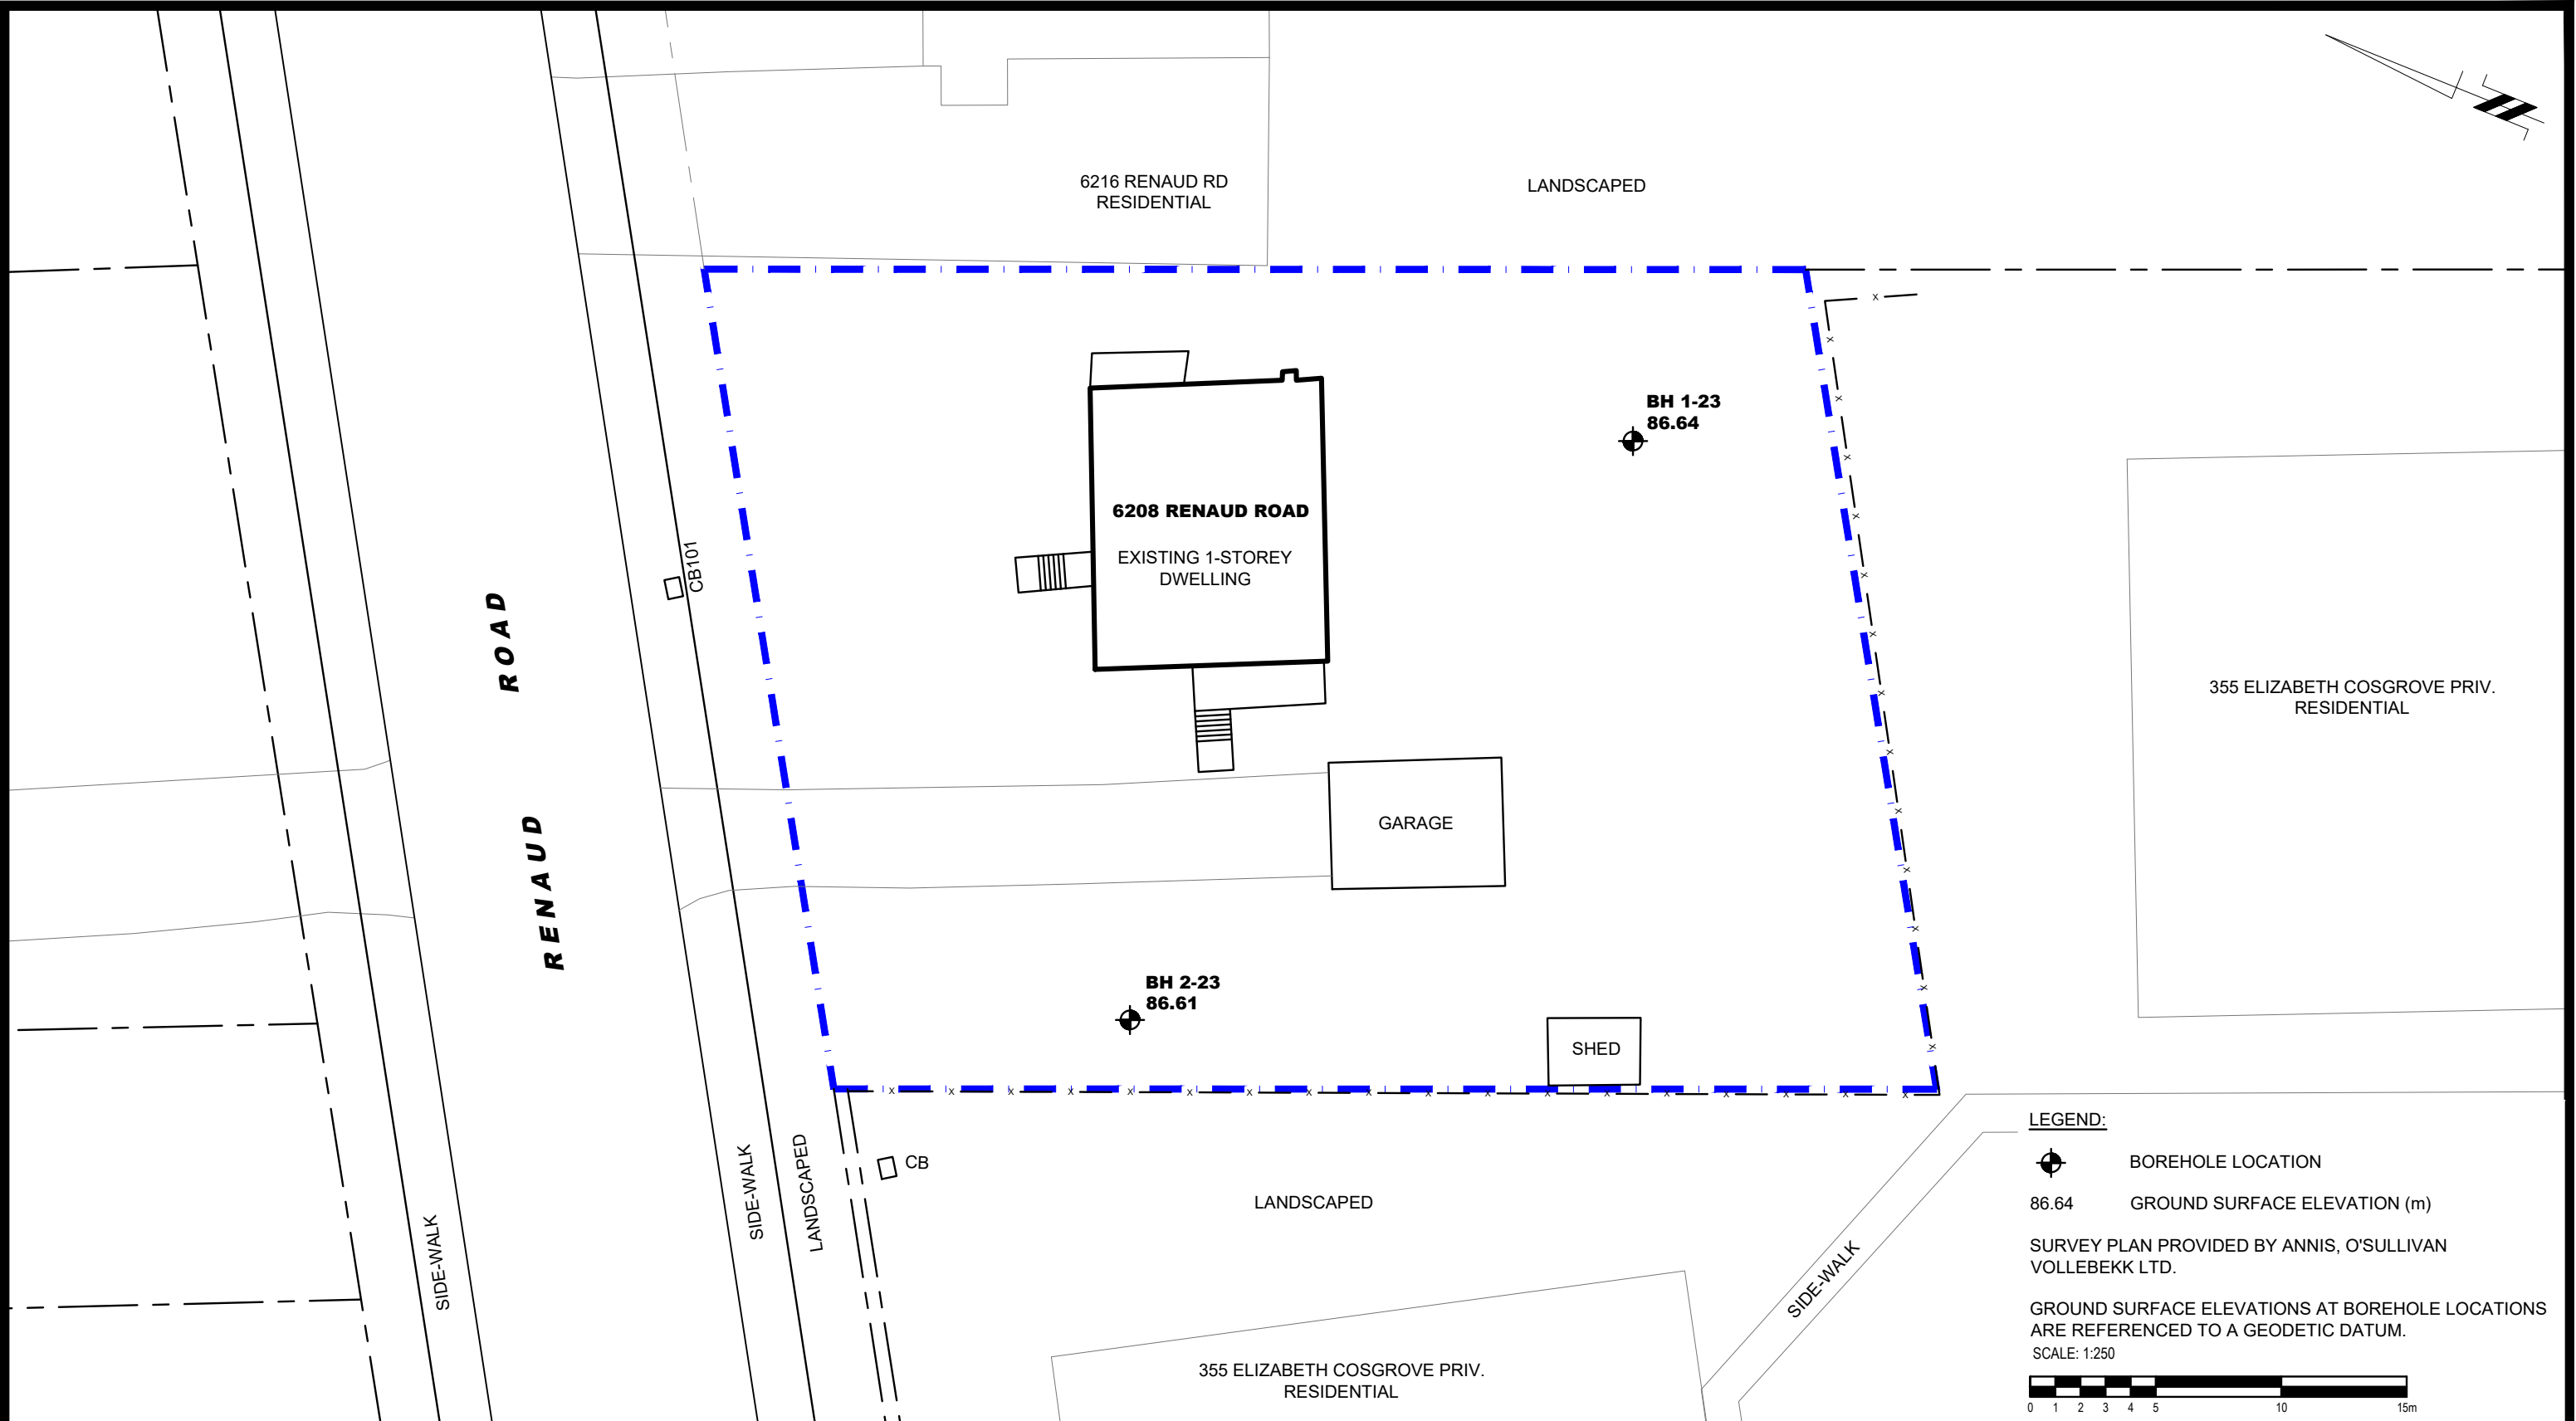 6216 RENAUD RD
RESIDENTIAL
LANDSCAPED
BH 1-23
86.64
6208 RENAUD ROAD
EXISTING 1-STOREY
DWELLING
CB101
RENAUD ROAD
355 ELIZABETH COSGROVE PRIV.
RESIDENTIAL
GARAGE
BH 2-23
86.61
SHED
SIDE-WALK
SIDE-WALK
LANDSCAPED
CB
LANDSCAPED
SIDE-WALK
355 ELIZABETH COSGROVE PRIV.
RESIDENTIAL
LEGEND:
BOREHOLE LOCATION
86.64 GROUND SURFACE ELEVATION (m)
SURVEY PLAN PROVIDED BY ANNIS, O'SULLIVAN
VOLLEBEKK LTD.
GROUND SURFACE ELEVATIONS AT BOREHOLE LOCATIONS
ARE REFERENCED TO A GEODETIC DATUM.
SCALE: 1:250
0 1 2 3 4 5 10 15m